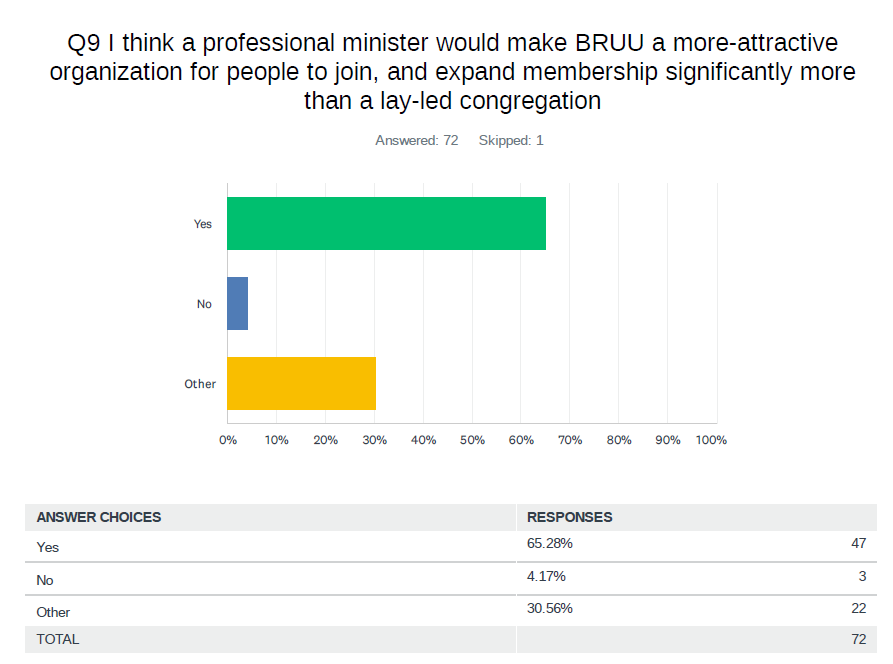 Q9 I think a professional minister would make BRUU a more-attractive
organization for people to join, and expand membership significantly more
than a lay-led congregation
Answered: 72 Skipped: 1
Yes
No
Other
0% 10% 20% 30% 40% 50% 60% 70% 80% 90% 100%
ANSWER CHOICES RESPONSES
Yes 65.28% 47
No 4.17% 3
Other 30.56% 22
TOTAL 72